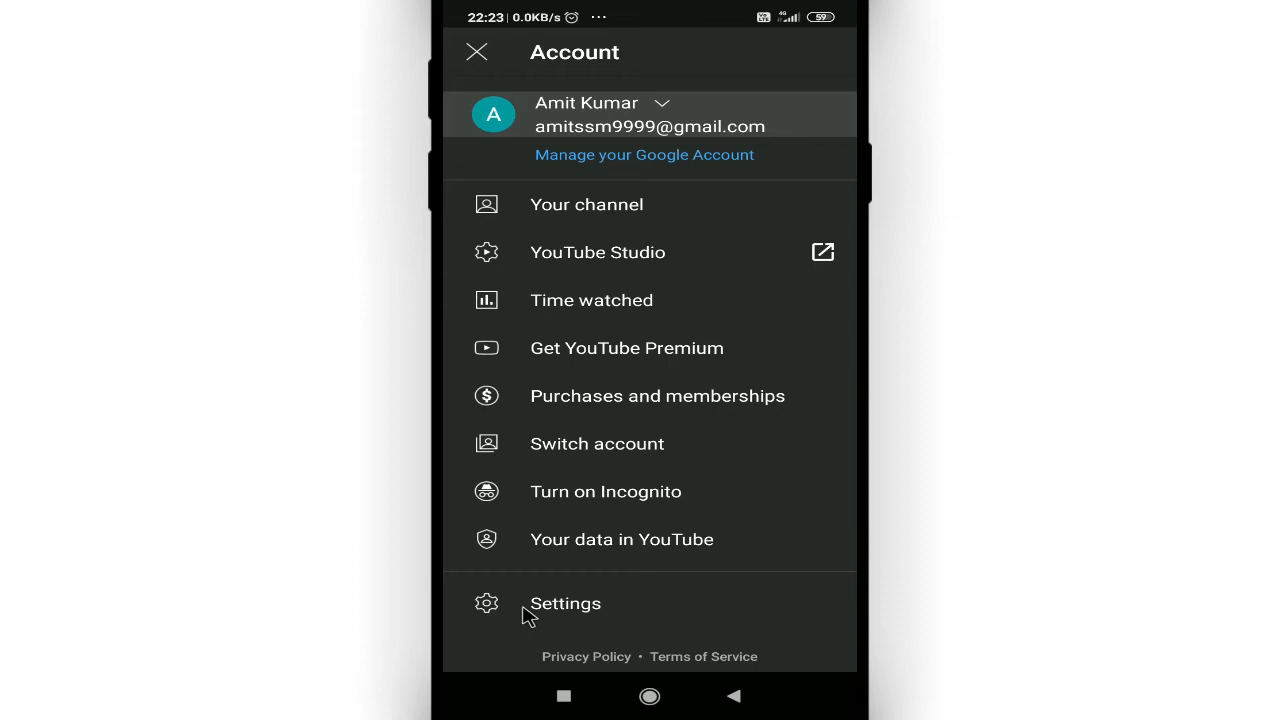 22:23 0.0KB/s ...
4G 59
Account
A
Amit Kumar
amitssm9999@gmail.com
Manage your Google Account
Your channel
YouTube Studio
Time watched
Get YouTube Premium
$ Purchases and memberships
Switch account
Turn on Incognito
Your data in YouTube
Settings
Privacy Policy • Terms of Service